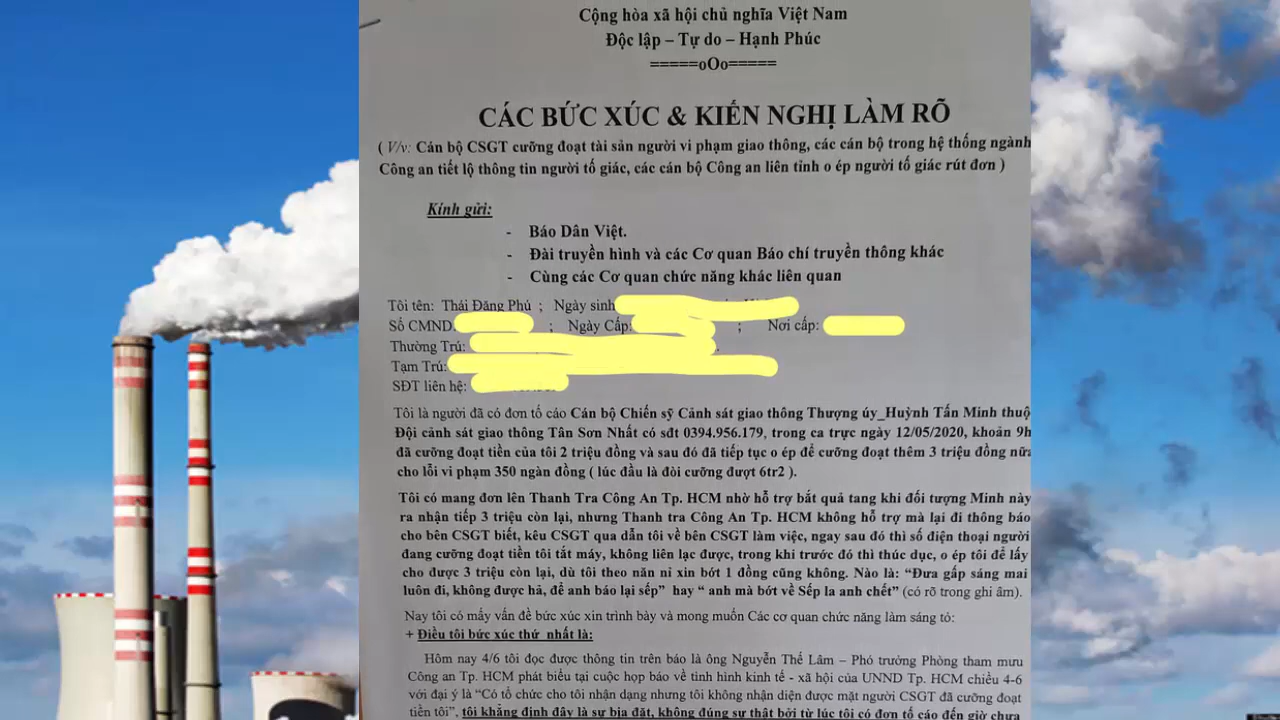 Cộng hòa xã hội chủ nghĩa Việt Nam
Độc lập – Tự do – Hạnh Phúc
=====oOo=====
CÁC BỨC XÚC & KIẾN NGHỊ LÀM RÕ
( V/v: Cán bộ CSGT cưỡng đoạt tài sản người vi phạm giao thông, các cán bộ trong hệ thống ngành
Công an tiết lộ thông tin người tố giác, các cán bộ Công an liên tỉnh o ép người tố giác rút đơn )
Kính gửi:
- Báo Dân Việt.
- Đài truyền hình và các Cơ quan Báo chí truyền thông khác
- Cùng các Cơ quan chức năng khác liên quan
Tôi tên: Thái Đăng Phú ; Ngày sinh
Số CMND: ; Ngày Cấp: ; Nơi cấp:
Thường Trú:
Tạm Trú:
SĐT liên hệ:
Tôi là người đã có đơn tố cáo Cán bộ Chiến sỹ Cảnh sát giao thông Thượng úy_Huỳnh Tấn Minh thuộ
Đội cảnh sát giao thông Tân Sơn Nhất có sđt 0394.956.179, trong ca trực ngày 12/05/2020, khoản 9h
đã cưỡng đoạt tiền của tôi 2 triệu đồng và sau đó đã tiếp tục o ép để cưỡng đoạt thêm 3 triệu đồng nữa
cho lỗi vi phạm 350 ngàn đồng ( lúc đầu là đòi cưỡng đượt 6tr2 ).
Tôi có mang đơn lên Thanh Tra Công An Tp. HCM nhờ hỗ trợ bắt quả tang khi đối tượng Minh này
ra nhận tiếp 3 triệu còn lại, nhưng Thanh tra Công An Tp. HCM không hỗ trợ mà lại đi thông báo
cho bên CSGT biết, kêu CSGT qua dẫn tôi về bên CSGT làm việc, ngay sau đó thì số điện thoại người
đang cưỡng đoạt tiền tôi tắt máy, không liên lạc được, trong khi trước đó thì thúc dục, o ép tôi để lấy
cho được 3 triệu còn lại, dù tôi theo năn nỉ xin bớt 1 đồng cũng không. Nào là: “Đưa gấp sáng mai
luôn đi, không được hả, để anh báo lại sếp” hay “ anh mà bớt về Sếp la anh chết” (có rõ trong ghi âm).
Nay tôi có mấy vấn đề bức xúc xin trình bày và mong muốn Các cơ quan chức năng làm sáng tỏ:
+ Điều tôi bức xúc thứ nhất là:
Hôm nay 4/6 tôi đọc được thông tin trên báo là ông Nguyễn Thế Lâm – Phó trưởng Phòng tham mưu
Công an Tp. HCM phát biểu tại cuộc họp báo về tình hình kinh tế - xã hội của UNND Tp. HCM chiều 4-6
với đại ý là “Có tổ chức cho tôi nhận dạng nhưng tôi không nhận diện được mặt người CSGT đã cưỡng đoạt
tiền tôi”, tôi khẳng định đây là sự bịa đặt, không đúng sự thật bởi từ lúc tôi có đơn tố cáo đến giờ chưa